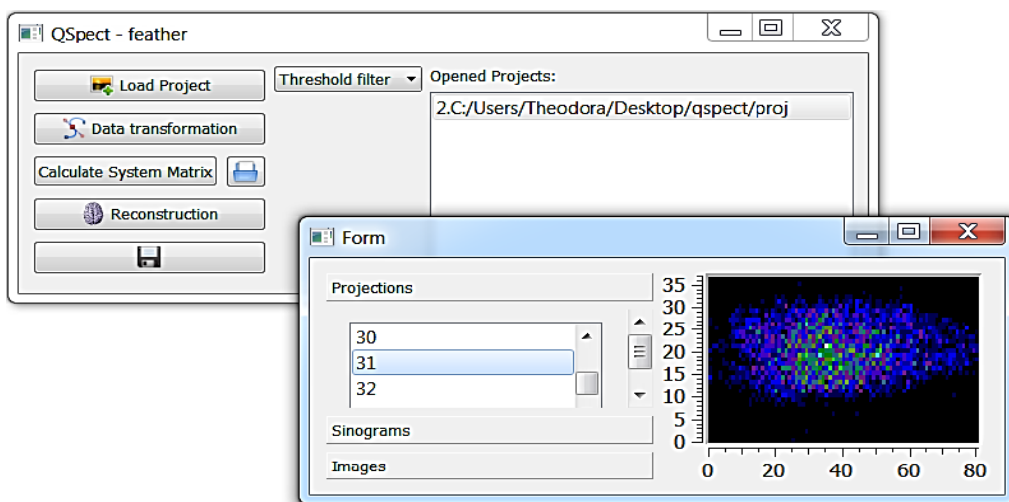 QSpect - feather
Load Project
Threshold filter
Opened Projects:
2.C:/Users/Theodora/Desktop/qspect/proj
Data transformation
Calculate System Matrix
Reconstruction
Form
Projections
30
31
32
Sinograms
Images
35
30
25
20
15
10
5
0
0 20 40 60 80